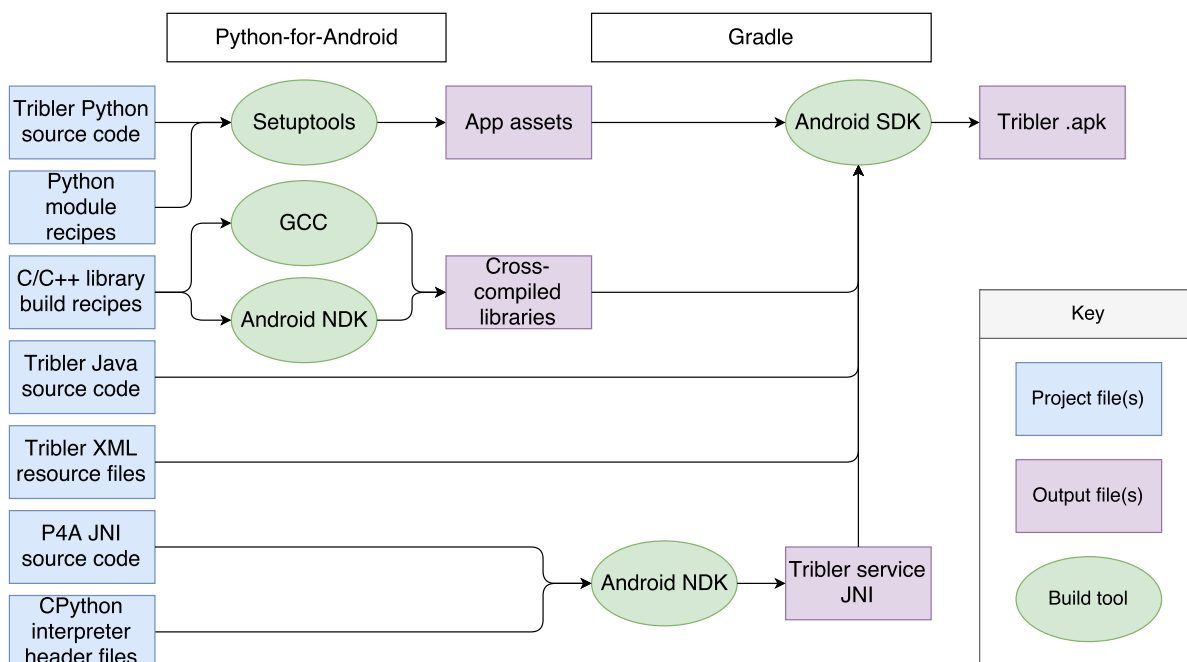 Python-for-Android
Gradle
Tribler Python
source code
Setuptools
App assets
Android SDK
Tribler .apk
Python
module
recipes
GCC
C/C++ library
build recipes
Android NDK
Cross-
compiled
libraries
Tribler Java
source code
Tribler XML
resource files
P4A JNI
source code
CPython
interpreter
header files
Android NDK
Tribler service
JNI
Key
Project file(s)
Output file(s)
Build tool